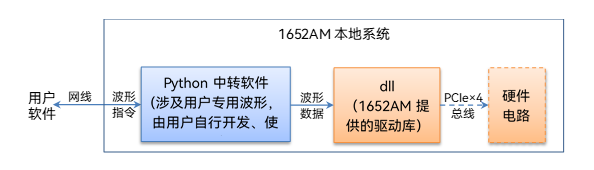 1652AM 本地系统
用户
软件
网线
波形
指令
Python 中转软件
(涉及用户专用波形，
由用户自行开发、使
波形
数据
dll
（1652AM 提
供的驱动库）
PCIe×4
总线
硬件
电路